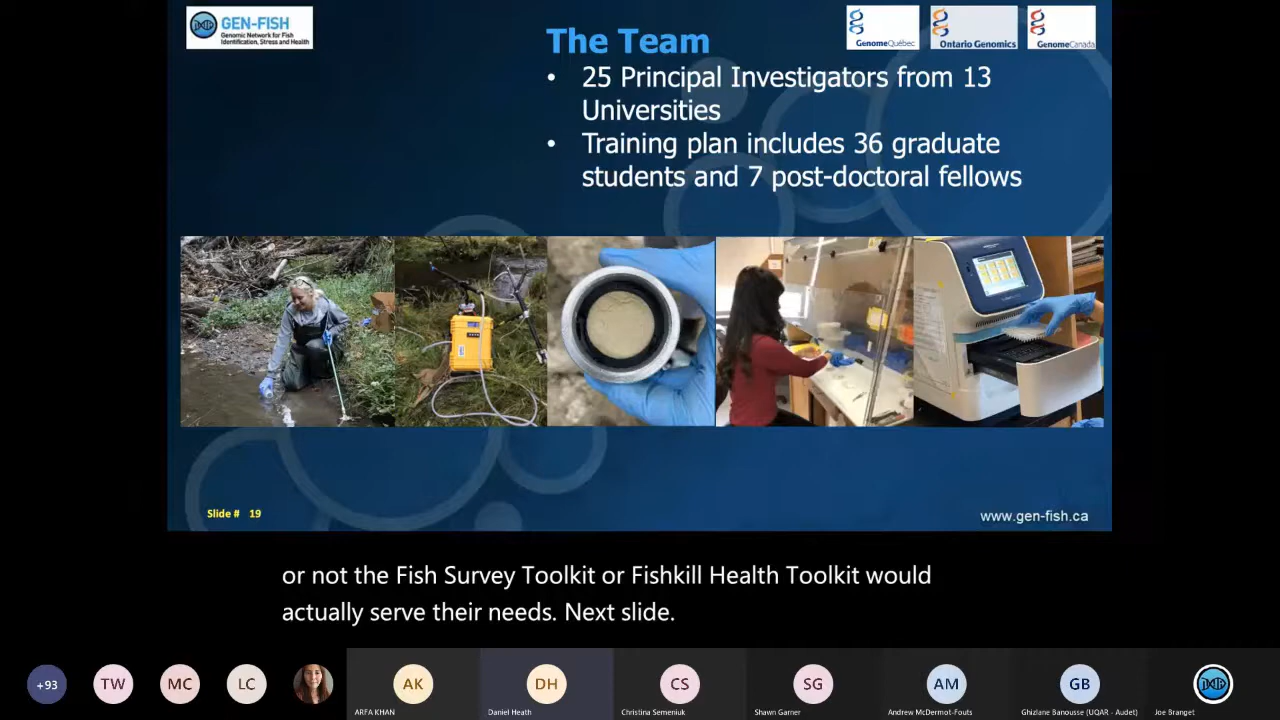 GEN-FISH
Genomic Network for Fish
Identification, Stress and Health
The Team
GenomeQuébec
Ontario Genomics
GenomeCanada
• 25 Principal Investigators from 13
Universities
• Training plan includes 36 graduate
students and 7 post-doctoral fellows
Slide # 19
www.gen-fish.ca
or not the Fish Survey Toolkit or Fishkill Health Toolkit would
actually serve their needs. Next slide.
+93
TW
MC
LC
AK
DH
CS
SG
AM
GB
ARFA KHAN
Daniel Heath
Christina Semeniuk
Shawn Garner
Andrew McDermot-Fouts
Ghizlane Banousse (UQAR - Audet)
Joe Branget